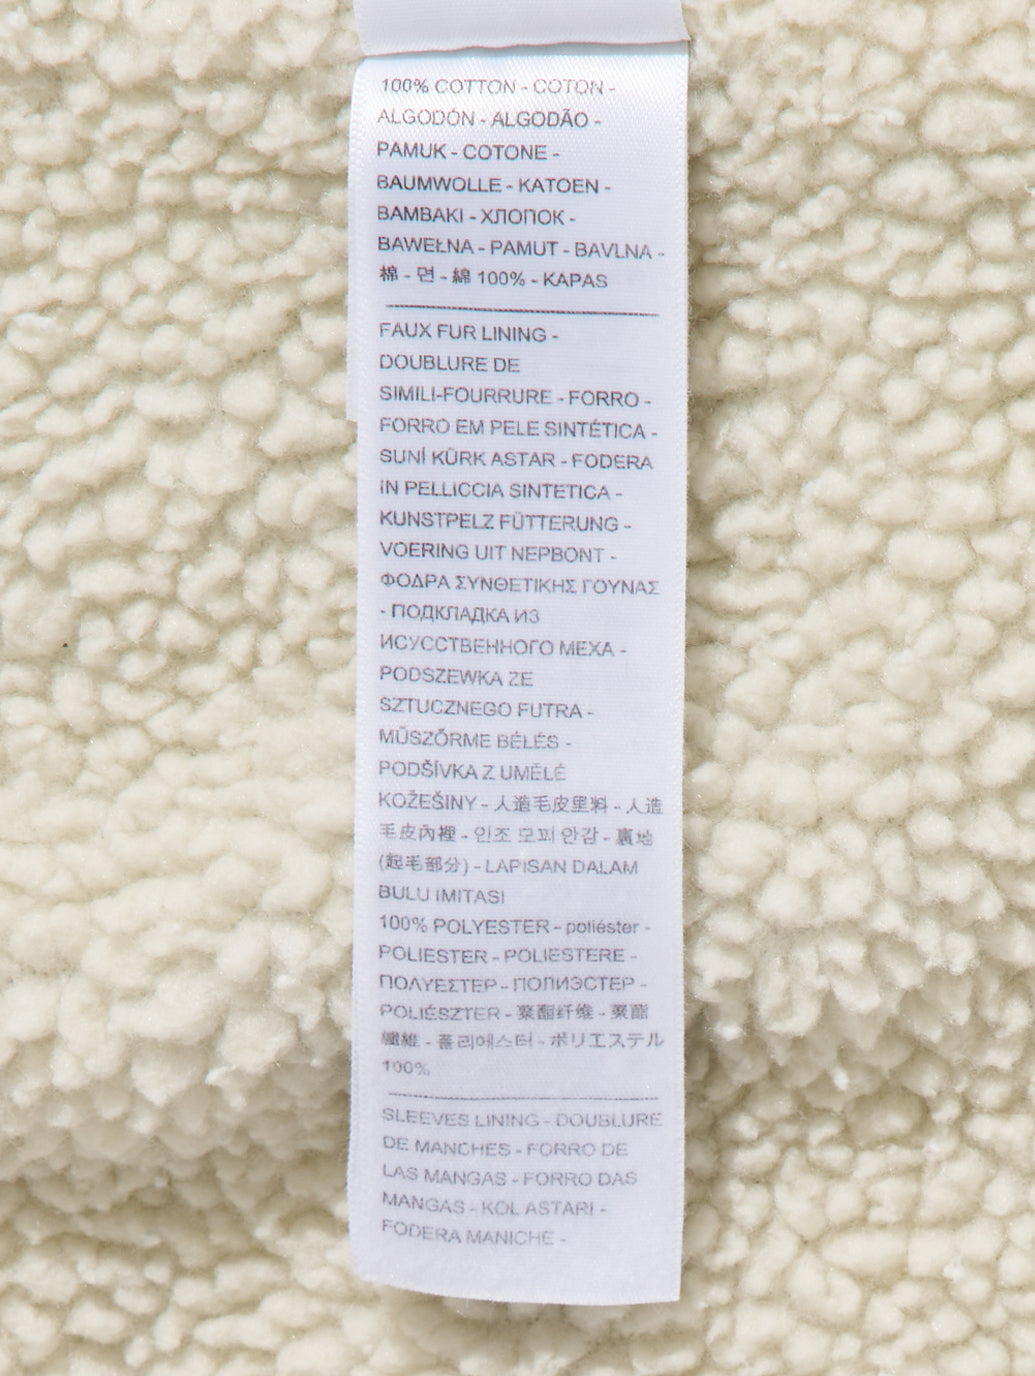 100% COTTON - COTON -
ALGODÓN - ALGODÃO -
PAMUK - COTONE -
BAUMWOLLE - KATOEN -
BAMBAKI - ХЛОПОК -
BAWEŁNA - PAMUT - BAVLNA -
棉 - 면 - 綿 100% - KAPAS
FAUX FUR LINING -
DOUBLURE DE
SIMILI-FOURRURE - FORRO -
FORRO EM PELE SINTÉTICA -
SUNİ KÜRK ASTAR - FODERA
IN PELLICCIA SINTETICA -
KUNSTPELZ FÜTTERUNG -
VOERING UIT NEPBONT -
ΦΟΔΡΑ ΣΥΝΘΕΤΙΚΗΣ ΓΟΥΝΑΣ
- ПОДКЛАДКА ИЗ
ИСУССТВЕННОГО МЕХА -
PODSZEWKA ZE
SZTUCZNEGO FUTRA -
MŰSZŐRME BÉLÉS -
PODŠÍVKA Z UMĚLÉ
KOŽEŠINY - 人造毛皮里料 - 人造
毛皮內裡 - 인조 모피 안감 - 裏地
(起毛部分) - LAPISAN DALAM
BULU IMITASI
100% POLYESTER - poliéster -
POLIESTER - POLIESTERE -
ΠΟΛΥΕΣΤΕΡ - ПОЛИЭСТЕР -
POLIÉSZTER - 聚酯纤维 - 聚酯
纖維 - 폴리에스터 - ポリエステル
100%
SLEEVES LINING - DOUBLURE
DE MANCHES - FORRO DE
LAS MANGAS - FORRO DAS
MANGAS - KOL ASTARI -
FODERA MANICHE -